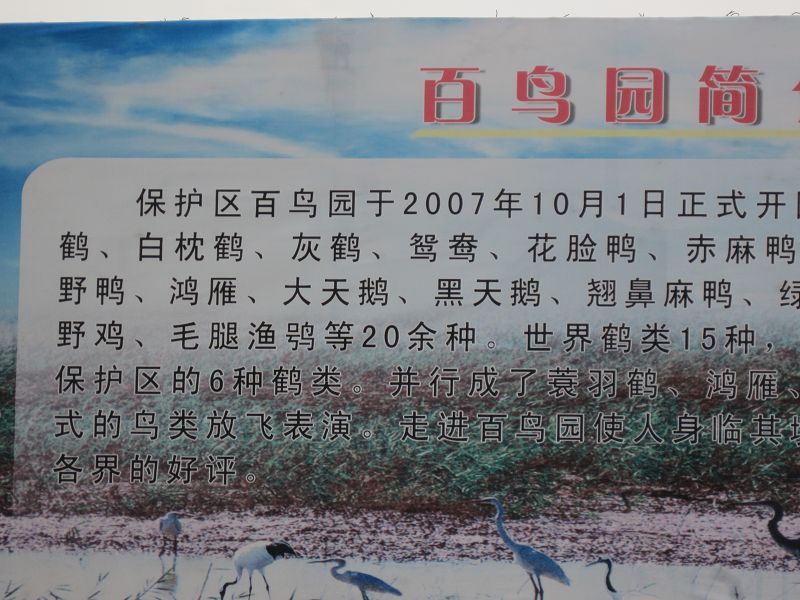 百鸟园简
保护区百鸟园于2007年10月1日正式开
鹤、白枕鹤、灰鹤、鸳鸯、花脸鸭、赤麻鸭
野鸭、鸿雁、大天鹅、黑天鹅、翘鼻麻鸭、绿
野鸡、毛腿渔鸮等20余种。世界鹤类15种，
保护区的6种鹤类。并行成了蓑羽鹤、鸿雁、
式的鸟类放飞表演。走进百鸟园使人身临其境
各界的好评。